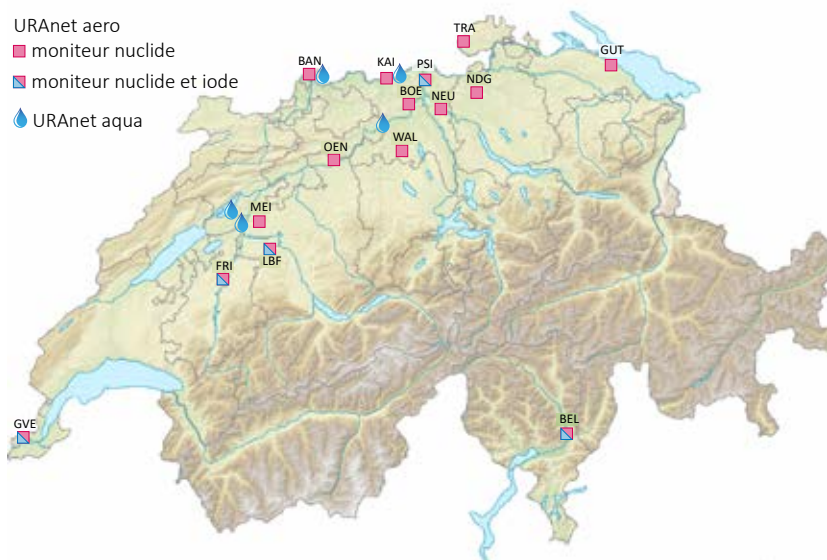 URAnet aero
moniteur nuclide
moniteur nuclide et iode
URAnet aqua
TRA
GUT
BAN
KAI
PSI
NDG
BOE
NEU
OEN
WAL
MEI
LBF
FRI
GVE
BEL